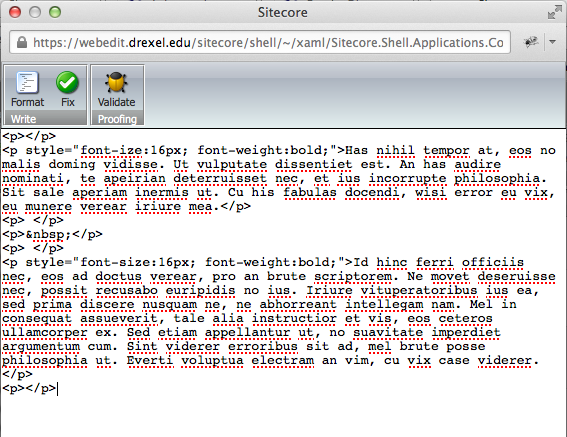 Sitecore
https://webedit.drexel.edu/sitecore/shell/~/xaml/Sitecore.Shell.Applications.Co
Format Fix Validate
Write Proofing
<p></p>
<p style="font-ize:16px; font-weight:bold;">Has nihil tempor at, eos no
malis doming vidisse. Ut vulputate dissentiet est. An has audire
nominati, te apeirian deterruisset nec, et ius incorrupte philosophia.
Sit sale aperiam inermis ut. Cu his fabulas docendi, wisi error eu vix,
eu munere verear iriure mea.</p>
<p> </p>
<p>&nbsp;</p>
<p> </p>
<p style="font-size:16px; font-weight:bold;">Id hinc ferri officiis
nec, eos ad doctus verear, pro an brute scriptorem. Ne movet deseruisse
nec, possit recusabo euripidis no ius. Iriure vituperatoribus ius ea,
sed prima discere nusquam ne, ne abhorreant intellegam nam. Mel in
consequat assueverit, tale alia instructior et vis, eos ceteros
ullamcorper ex. Sed etiam appellantur ut, no suavitate imperdiet
argumentum cum. Sint viderer erroribus sit ad, mel brute posse
philosophia ut. Everti voluptua electram an vim, cu vix case viderer.
</p>
<p></p>